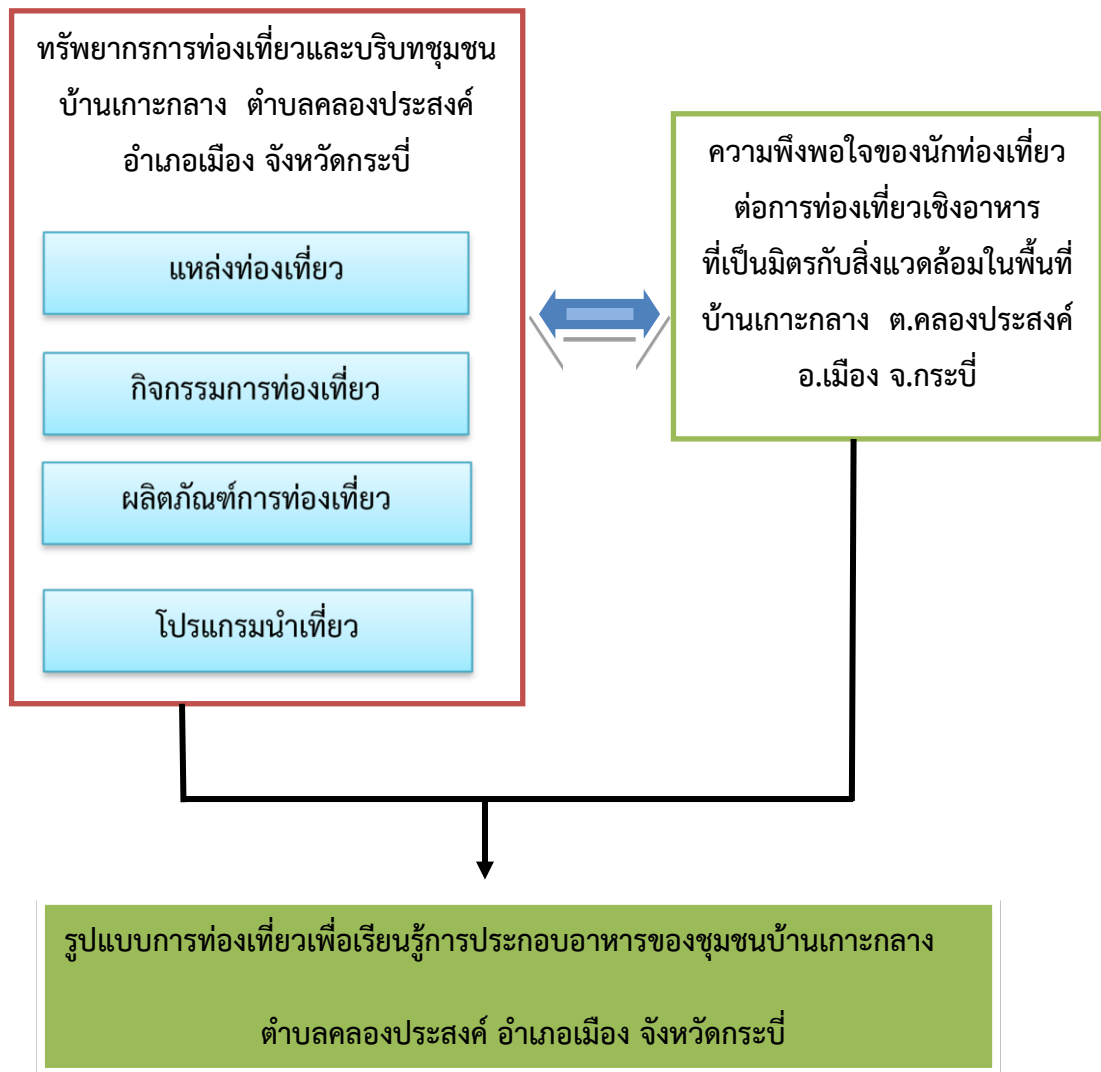 ทรัพยากรการท่องเที่ยวและบริบทชุมชน
บ้านเกาะกลาง ตำบลคลองประสงค์
อำเภอเมือง จังหวัดกระบี่
แหล่งท่องเที่ยว
กิจกรรมการท่องเที่ยว
ผลิตภัณฑ์การท่องเที่ยว
โปรแกรมนำเที่ยว
ความพึงพอใจของนักท่องเที่ยว
ต่อการท่องเที่ยวเชิงอาหาร
ที่เป็นมิตรกับสิ่งแวดล้อมในพื้นที่
บ้านเกาะกลาง ต.คลองประสงค์
อ.เมือง จ.กระบี่
รูปแบบการท่องเที่ยวเพื่อเรียนรู้การประกอบอาหารของชุมชนบ้านเกาะกลาง
ตำบลคลองประสงค์ อำเภอเมือง จังหวัดกระบี่